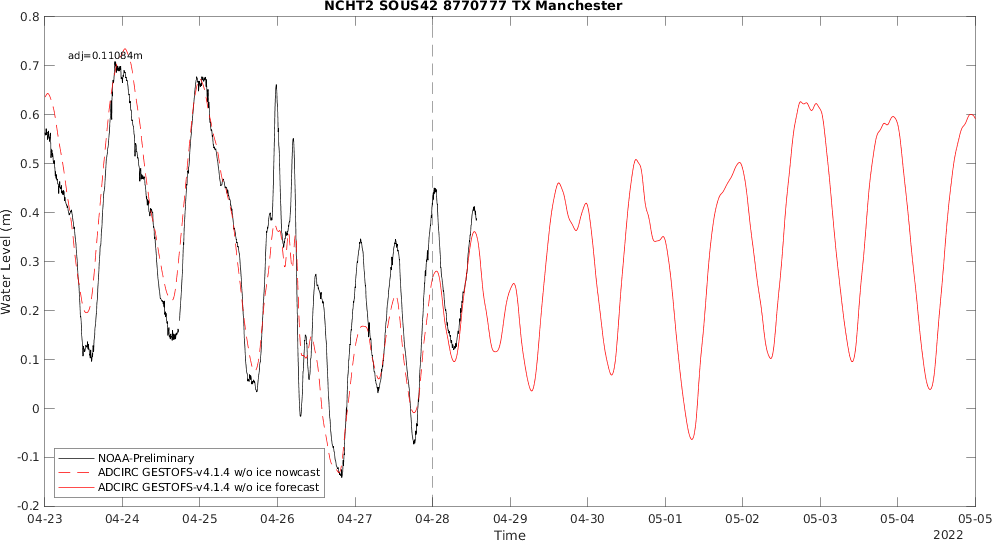 NCHT2 SOUS42 8770777 TX Manchester
adj=0.11084m
0.8
0.7
0.6
0.5
0.4
0.3
0.2
0.1
0
-0.1
-0.2
Water Level (m)
NOAA-Preliminary
ADCIRC GESTOFS-v4.1.4 w/o ice nowcast
ADCIRC GESTOFS-v4.1.4 w/o ice forecast
04-23 04-24 04-25 04-26 04-27 04-28 04-29 04-30 05-01 05-02 05-03 05-04 05-05
Time
2022